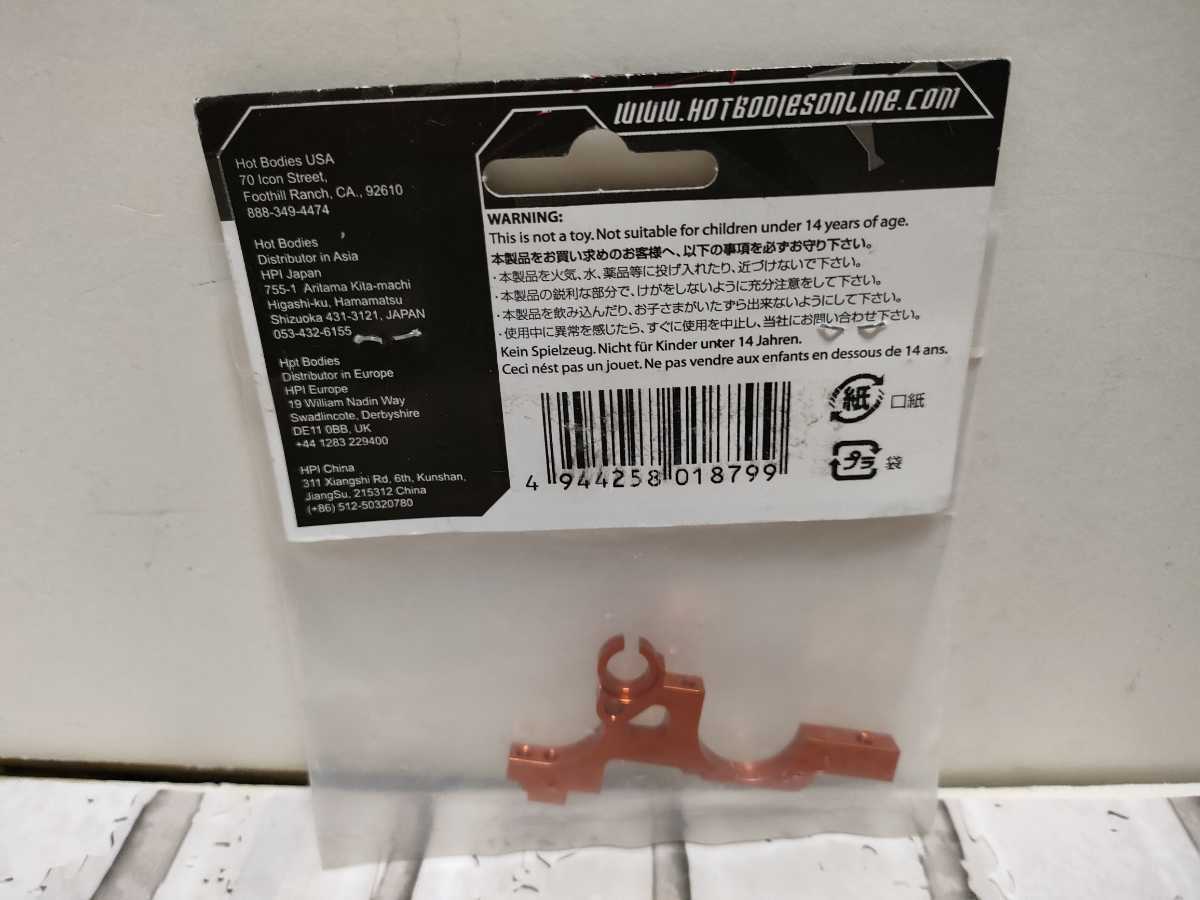 WWW.HOTBODIESONLINE.COM
Hot Bodies USA
70 Icon Street,
Foothill Ranch, CA., 92610
888-349-4474
Hot Bodies
Distributor in Asia
HPI Japan
755-1 Aritama Kita-machi
Higashi-ku, Hamamatsu
Shizuoka 431-3121, JAPAN
053-432-6155
Hot Bodies
Distributor in Europe
HPI Europe
19 William Nadin Way
Swadlincote, Derbyshire
DE11 0BB, UK
+44 1283 229400
HPI China
311 Xiangshi Rd, 6th, Kunshan,
JiangSu, 215312 China
(+86) 512-50320780
WARNING:
This is not a toy. Not suitable for children under 14 years of age.
本製品をお買い求めのお客様へ、以下の事項を必ずお守り下さい。
・本製品を火気、水、薬品等に投げ入れたり、近づけないで下さい。
・本製品の鋭利な部分で、けがをしないように充分注意をして下さい。
・本製品を飲み込んだり、お子さまがいたずら出来ないようにして下さい。
・使用中に異常を感じたら、すぐに使用を中止し、当社にお問い合わせ下さい。
Kein Spielzeug. Nicht für Kinder unter 14 Jahren.
Ceci nést pas un jouet. Ne pas vendre aux enfants en dessous de 14 ans.
4 944258 018799
紙 口紙
プラ 袋